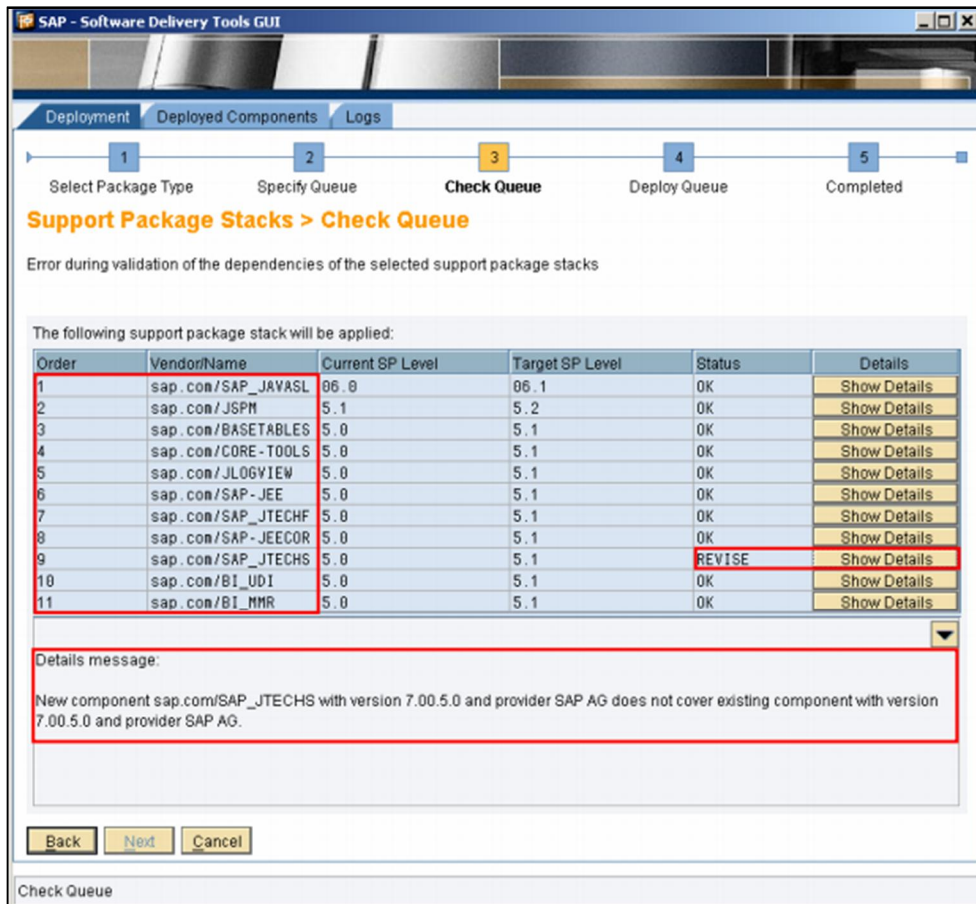 SAP - Software Delivery Tools GUI
Deployment Deployed Components Logs
1 2 3 4 5
Select Package Type Specify Queue Check Queue Deploy Queue Completed
Support Package Stacks > Check Queue
Error during validation of the dependencies of the selected support package stacks
The following support package stack will be applied:
Order Vendor/Name Current SP Level Target SP Level Status Details
1 sap.com/SAP_JAVASL 06.0 06.1 OK Show Details
2 sap.com/JSPM 5.1 5.2 OK Show Details
3 sap.com/BASETABLES 5.0 5.1 OK Show Details
4 sap.com/CORE-TOOLS 5.0 5.1 OK Show Details
5 sap.com/JLOGVIEW 5.0 5.1 OK Show Details
6 sap.com/SAP-JEE 5.0 5.1 OK Show Details
7 sap.com/SAP_JTECHF 5.0 5.1 OK Show Details
8 sap.com/SAP-JEECOR 5.0 5.1 OK Show Details
9 sap.com/SAP_JTECHS 5.0 5.1 REVISE Show Details
10 sap.com/BI_UDI 5.0 5.1 OK Show Details
11 sap.com/BI_MMR 5.0 5.1 OK Show Details
Details message:
New component sap.com/SAP_JTECHS with version 7.00.5.0 and provider SAP AG does not cover existing component with version
7.00.5.0 and provider SAP AG.
Back Next Cancel
Check Queue